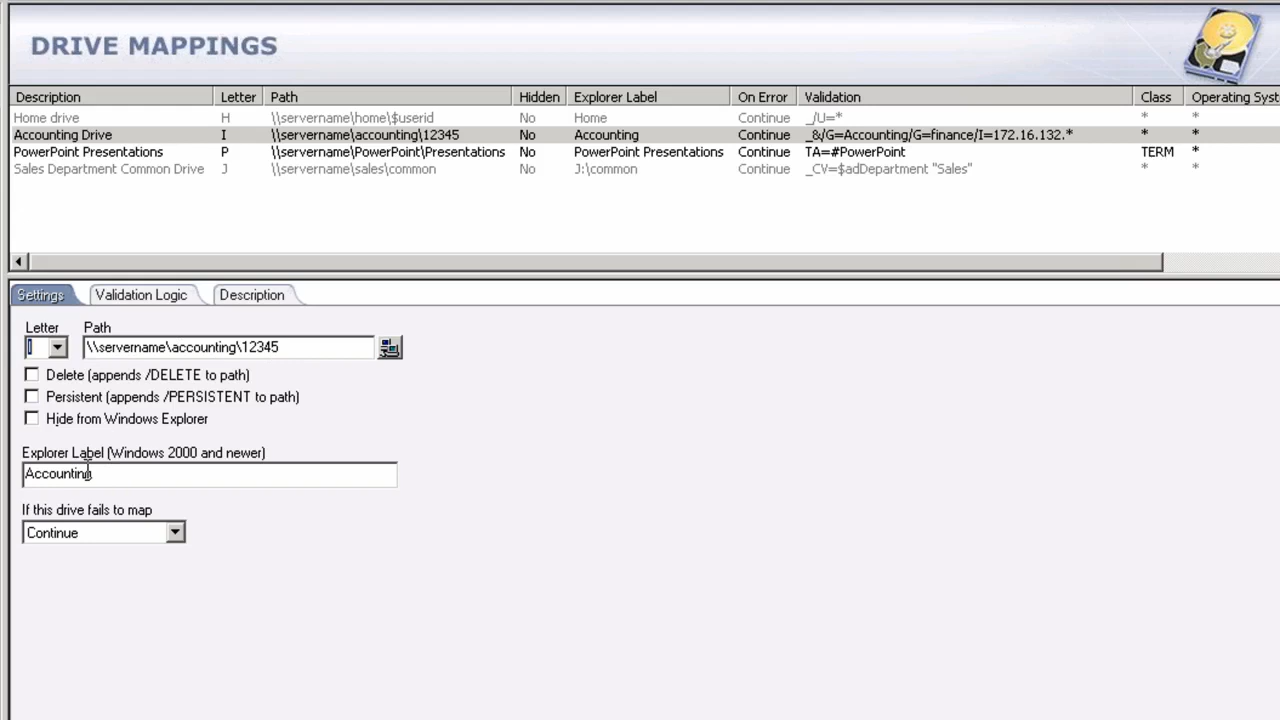 DRIVE MAPPINGS
Description Letter Path Hidden Explorer Label On Error Validation Class Operating Syst
Home drive H \\servername\home\$userid No Home Continue _/U=* * *
Accounting Drive I \\servername\accounting\12345 No Accounting Continue _&/G=Accounting/G=finance/I=172.16.132.* * *
PowerPoint Presentations P \\servername\PowerPoint\Presentations No PowerPoint Presentations Continue TA=#PowerPoint TERM *
Sales Department Common Drive J \\servername\sales\common No J:\common Continue _CV=$adDepartment "Sales" * *
Settings Validation Logic Description
Letter Path
I \\servername\accounting\12345
Delete (appends /DELETE to path)
Persistent (appends /PERSISTENT to path)
Hide from Windows Explorer
Explorer Label (Windows 2000 and newer)
Accounting
If this drive fails to map
Continue